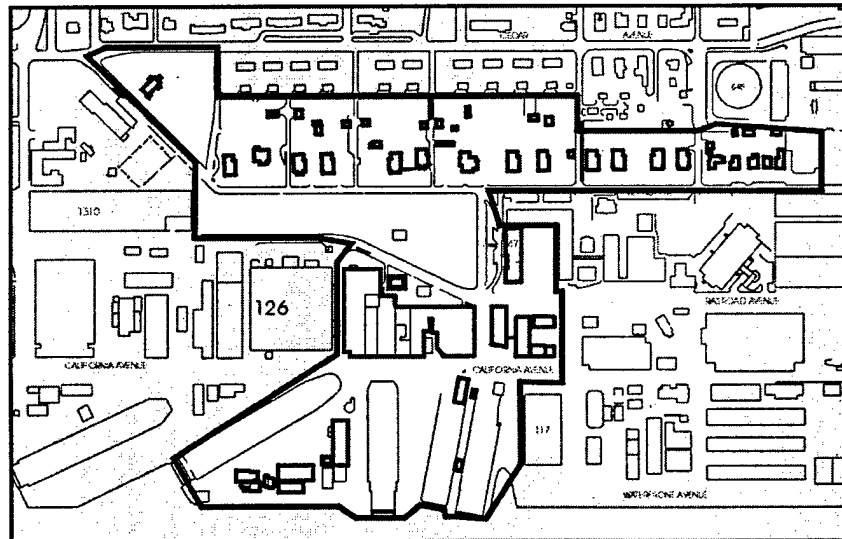 CEDAR AVENUE
1310
126
RAILROAD AVENUE
CALIFORNIA AVENUE
CALIFORNIA AVENUE
117
WATERFRONT AVENUE